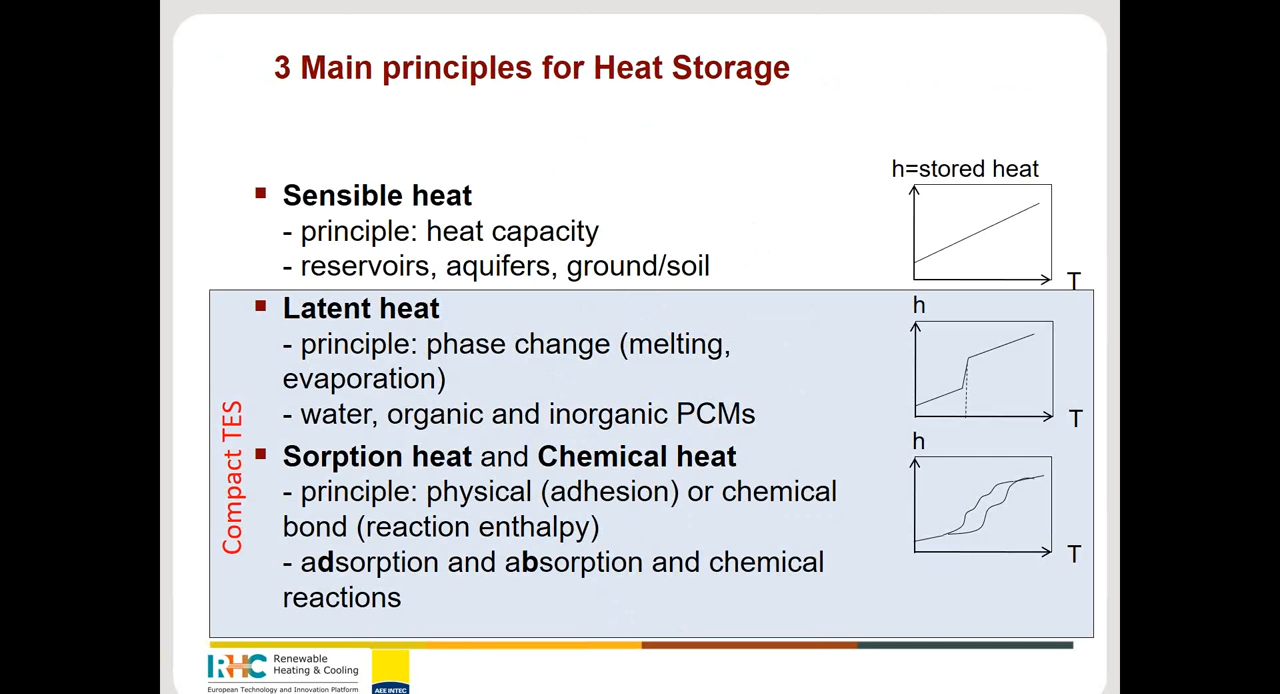 3 Main principles for Heat Storage
h=stored heat
Sensible heat
- principle: heat capacity
- reservoirs, aquifers, ground/soil
T
Latent heat
- principle: phase change (melting,
evaporation)
- water, organic and inorganic PCMs
h
T
Compact TES
Sorption heat and Chemical heat
- principle: physical (adhesion) or chemical
bond (reaction enthalpy)
- adsorption and absorption and chemical
reactions
h
T
RHC
Renewable
Heating & Cooling
European Technology and Innovation Platform
AEE INTEC